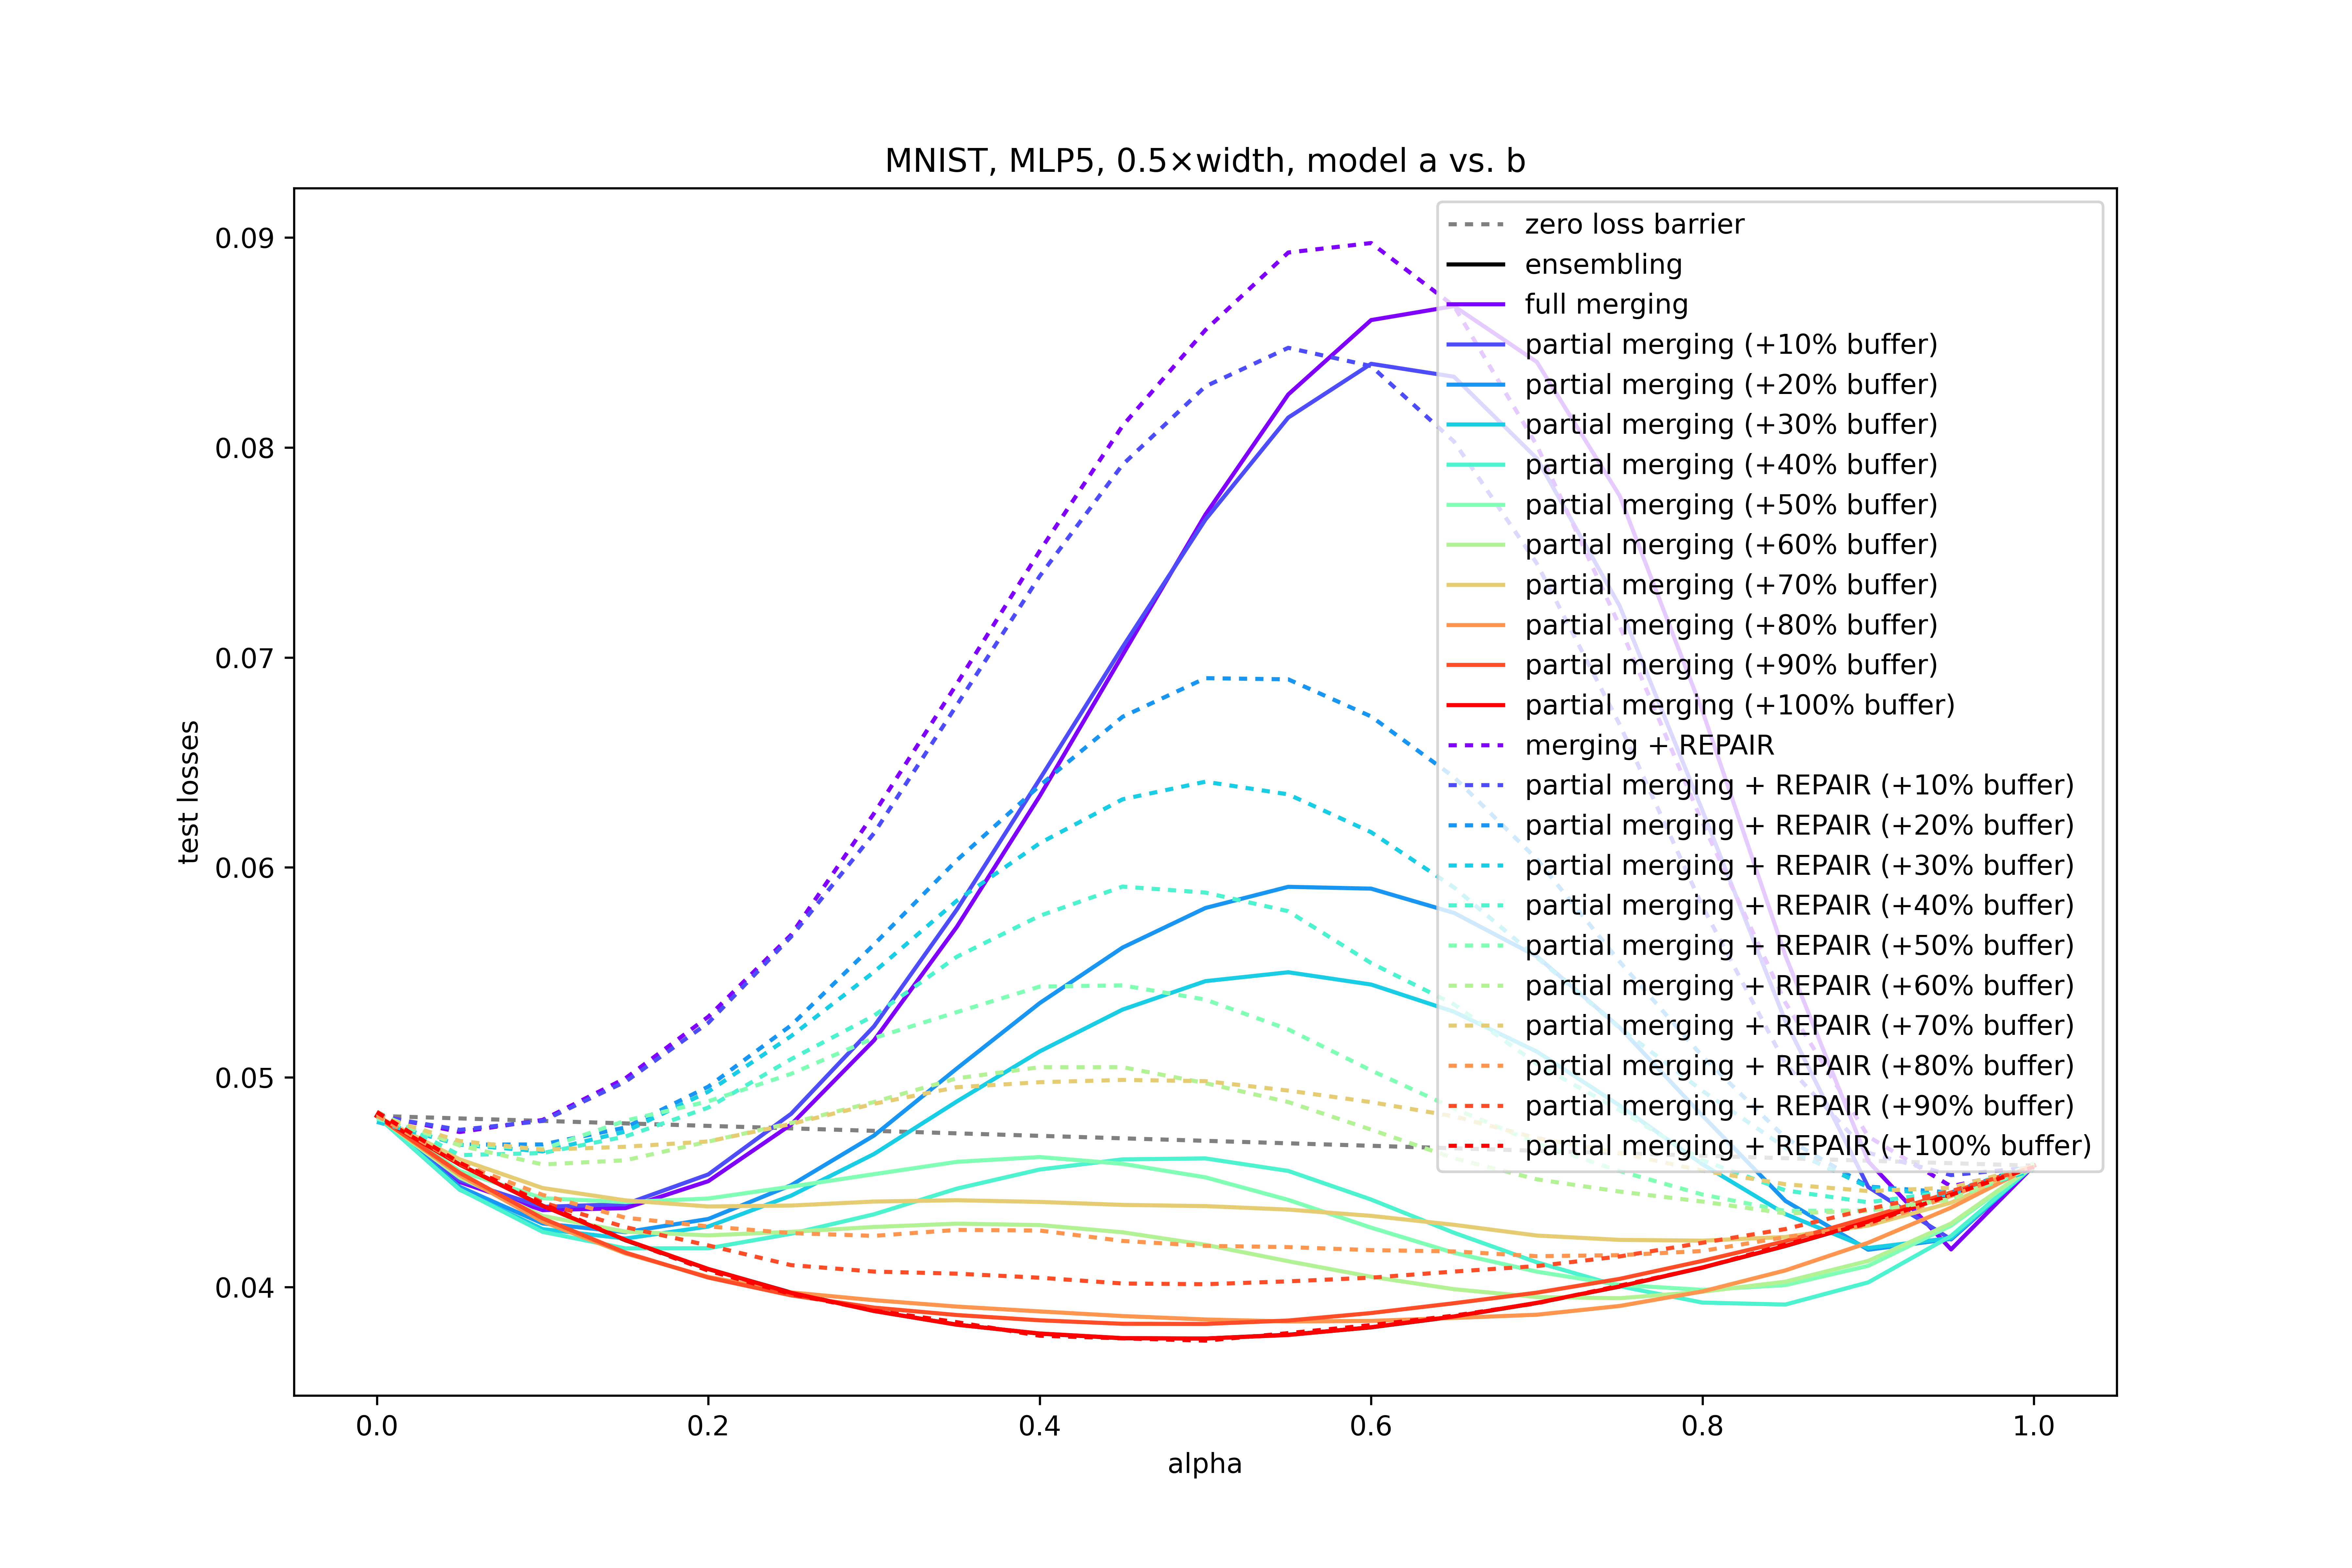 MNIST, MLP5, 0.5×width, model a vs. b
zero loss barrier
ensembling
full merging
partial merging (+10% buffer)
partial merging (+20% buffer)
partial merging (+30% buffer)
partial merging (+40% buffer)
partial merging (+50% buffer)
partial merging (+60% buffer)
partial merging (+70% buffer)
partial merging (+80% buffer)
partial merging (+90% buffer)
partial merging (+100% buffer)
merging + REPAIR
partial merging + REPAIR (+10% buffer)
partial merging + REPAIR (+20% buffer)
partial merging + REPAIR (+30% buffer)
partial merging + REPAIR (+40% buffer)
partial merging + REPAIR (+50% buffer)
partial merging + REPAIR (+60% buffer)
partial merging + REPAIR (+70% buffer)
partial merging + REPAIR (+80% buffer)
partial merging + REPAIR (+90% buffer)
partial merging + REPAIR (+100% buffer)
test losses
0.09
0.08
0.07
0.06
0.05
0.04
0.0 0.2 0.4 0.6 0.8 1.0
alpha